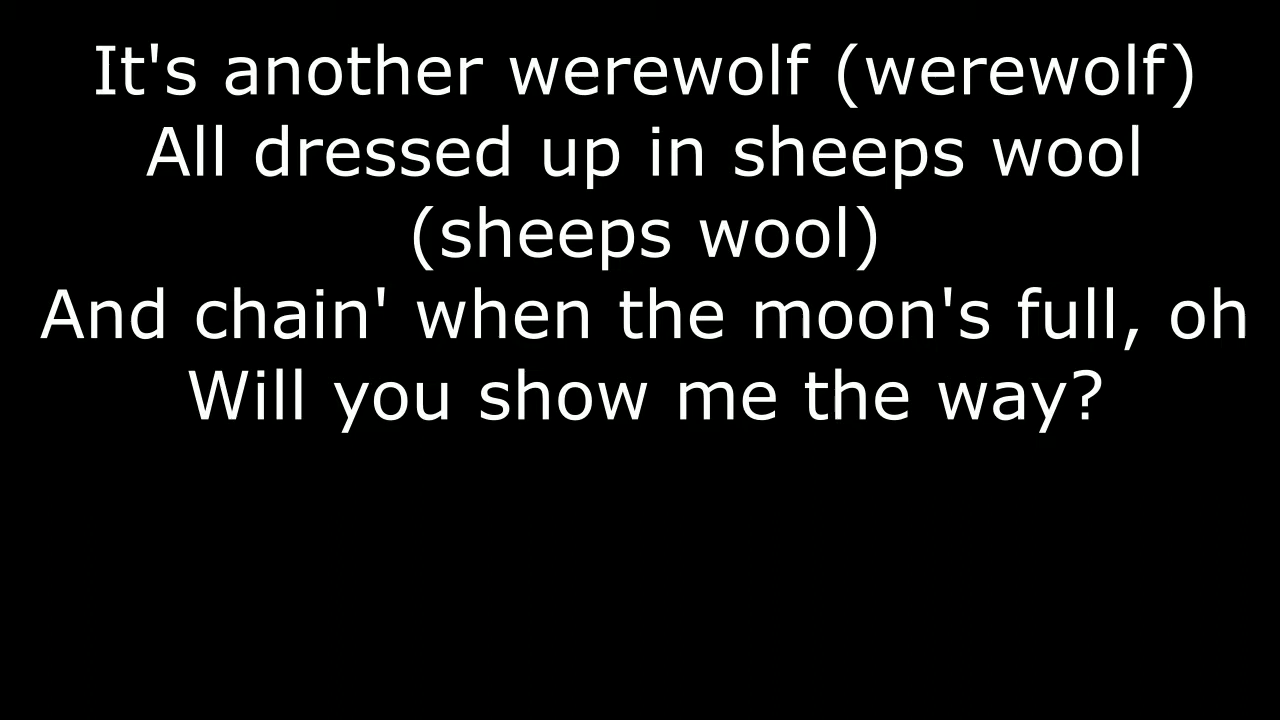 It's another werewolf (werewolf)
All dressed up in sheeps wool
(sheeps wool)
And chain' when the moon's full, oh
Will you show me the way?